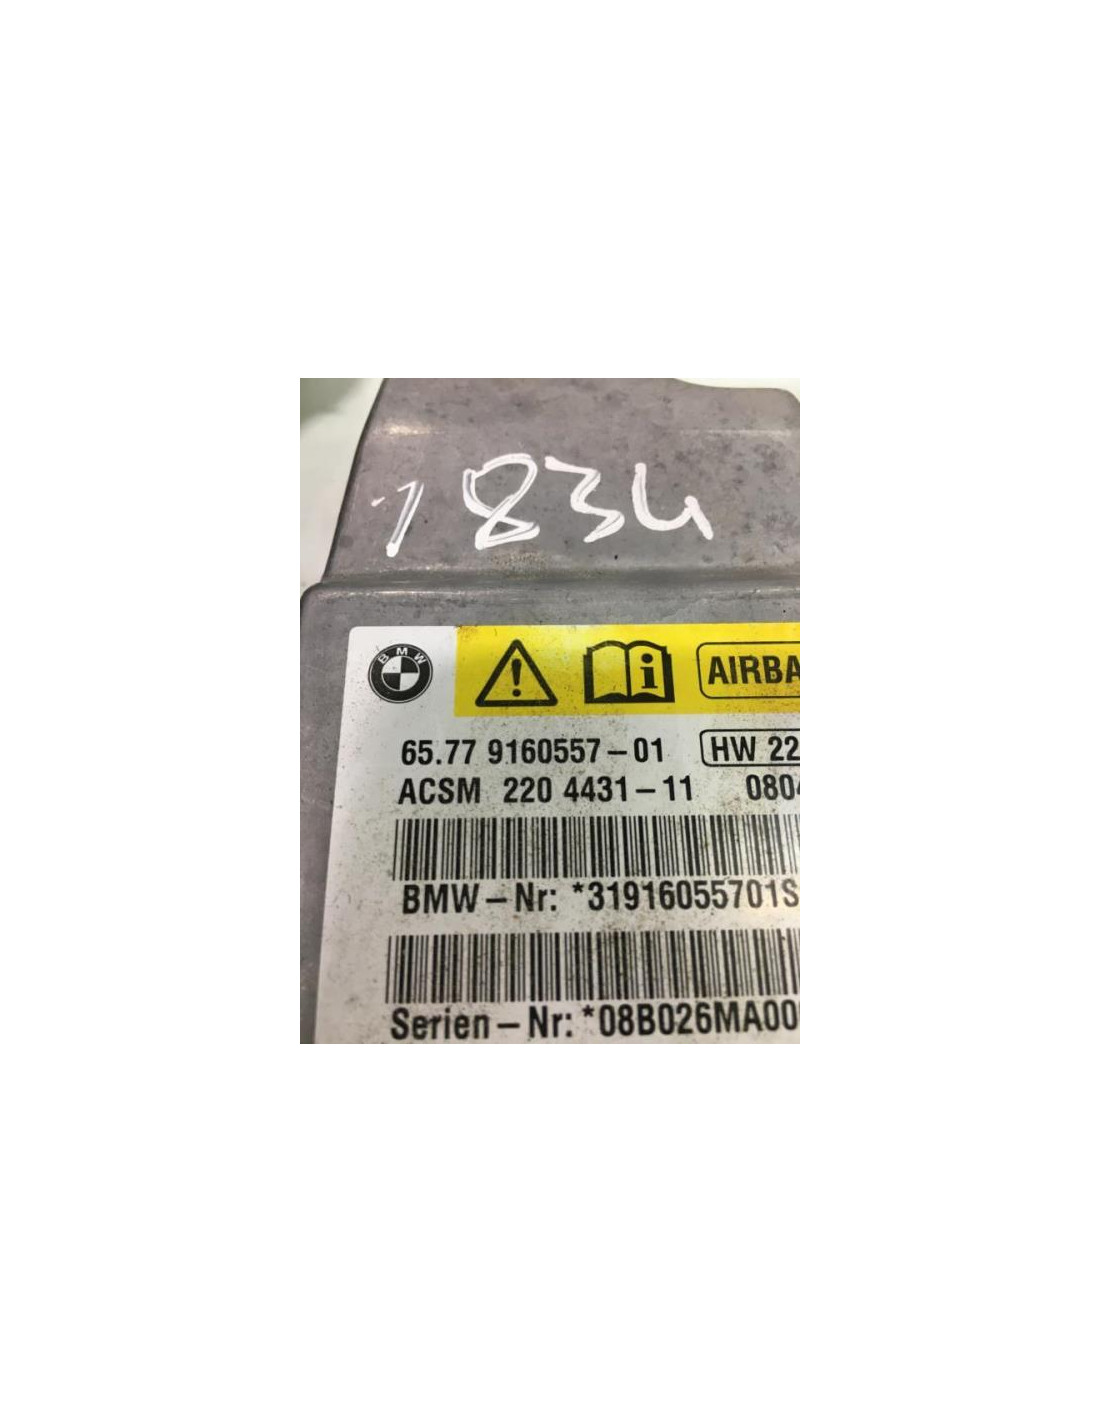 1834
BMW
AIRBA
65.77 9160557-01 HW 22
ACSM 220 4431-11 0804
BMW-Nr: *31916055701S
Serien-Nr: *08B026MA00